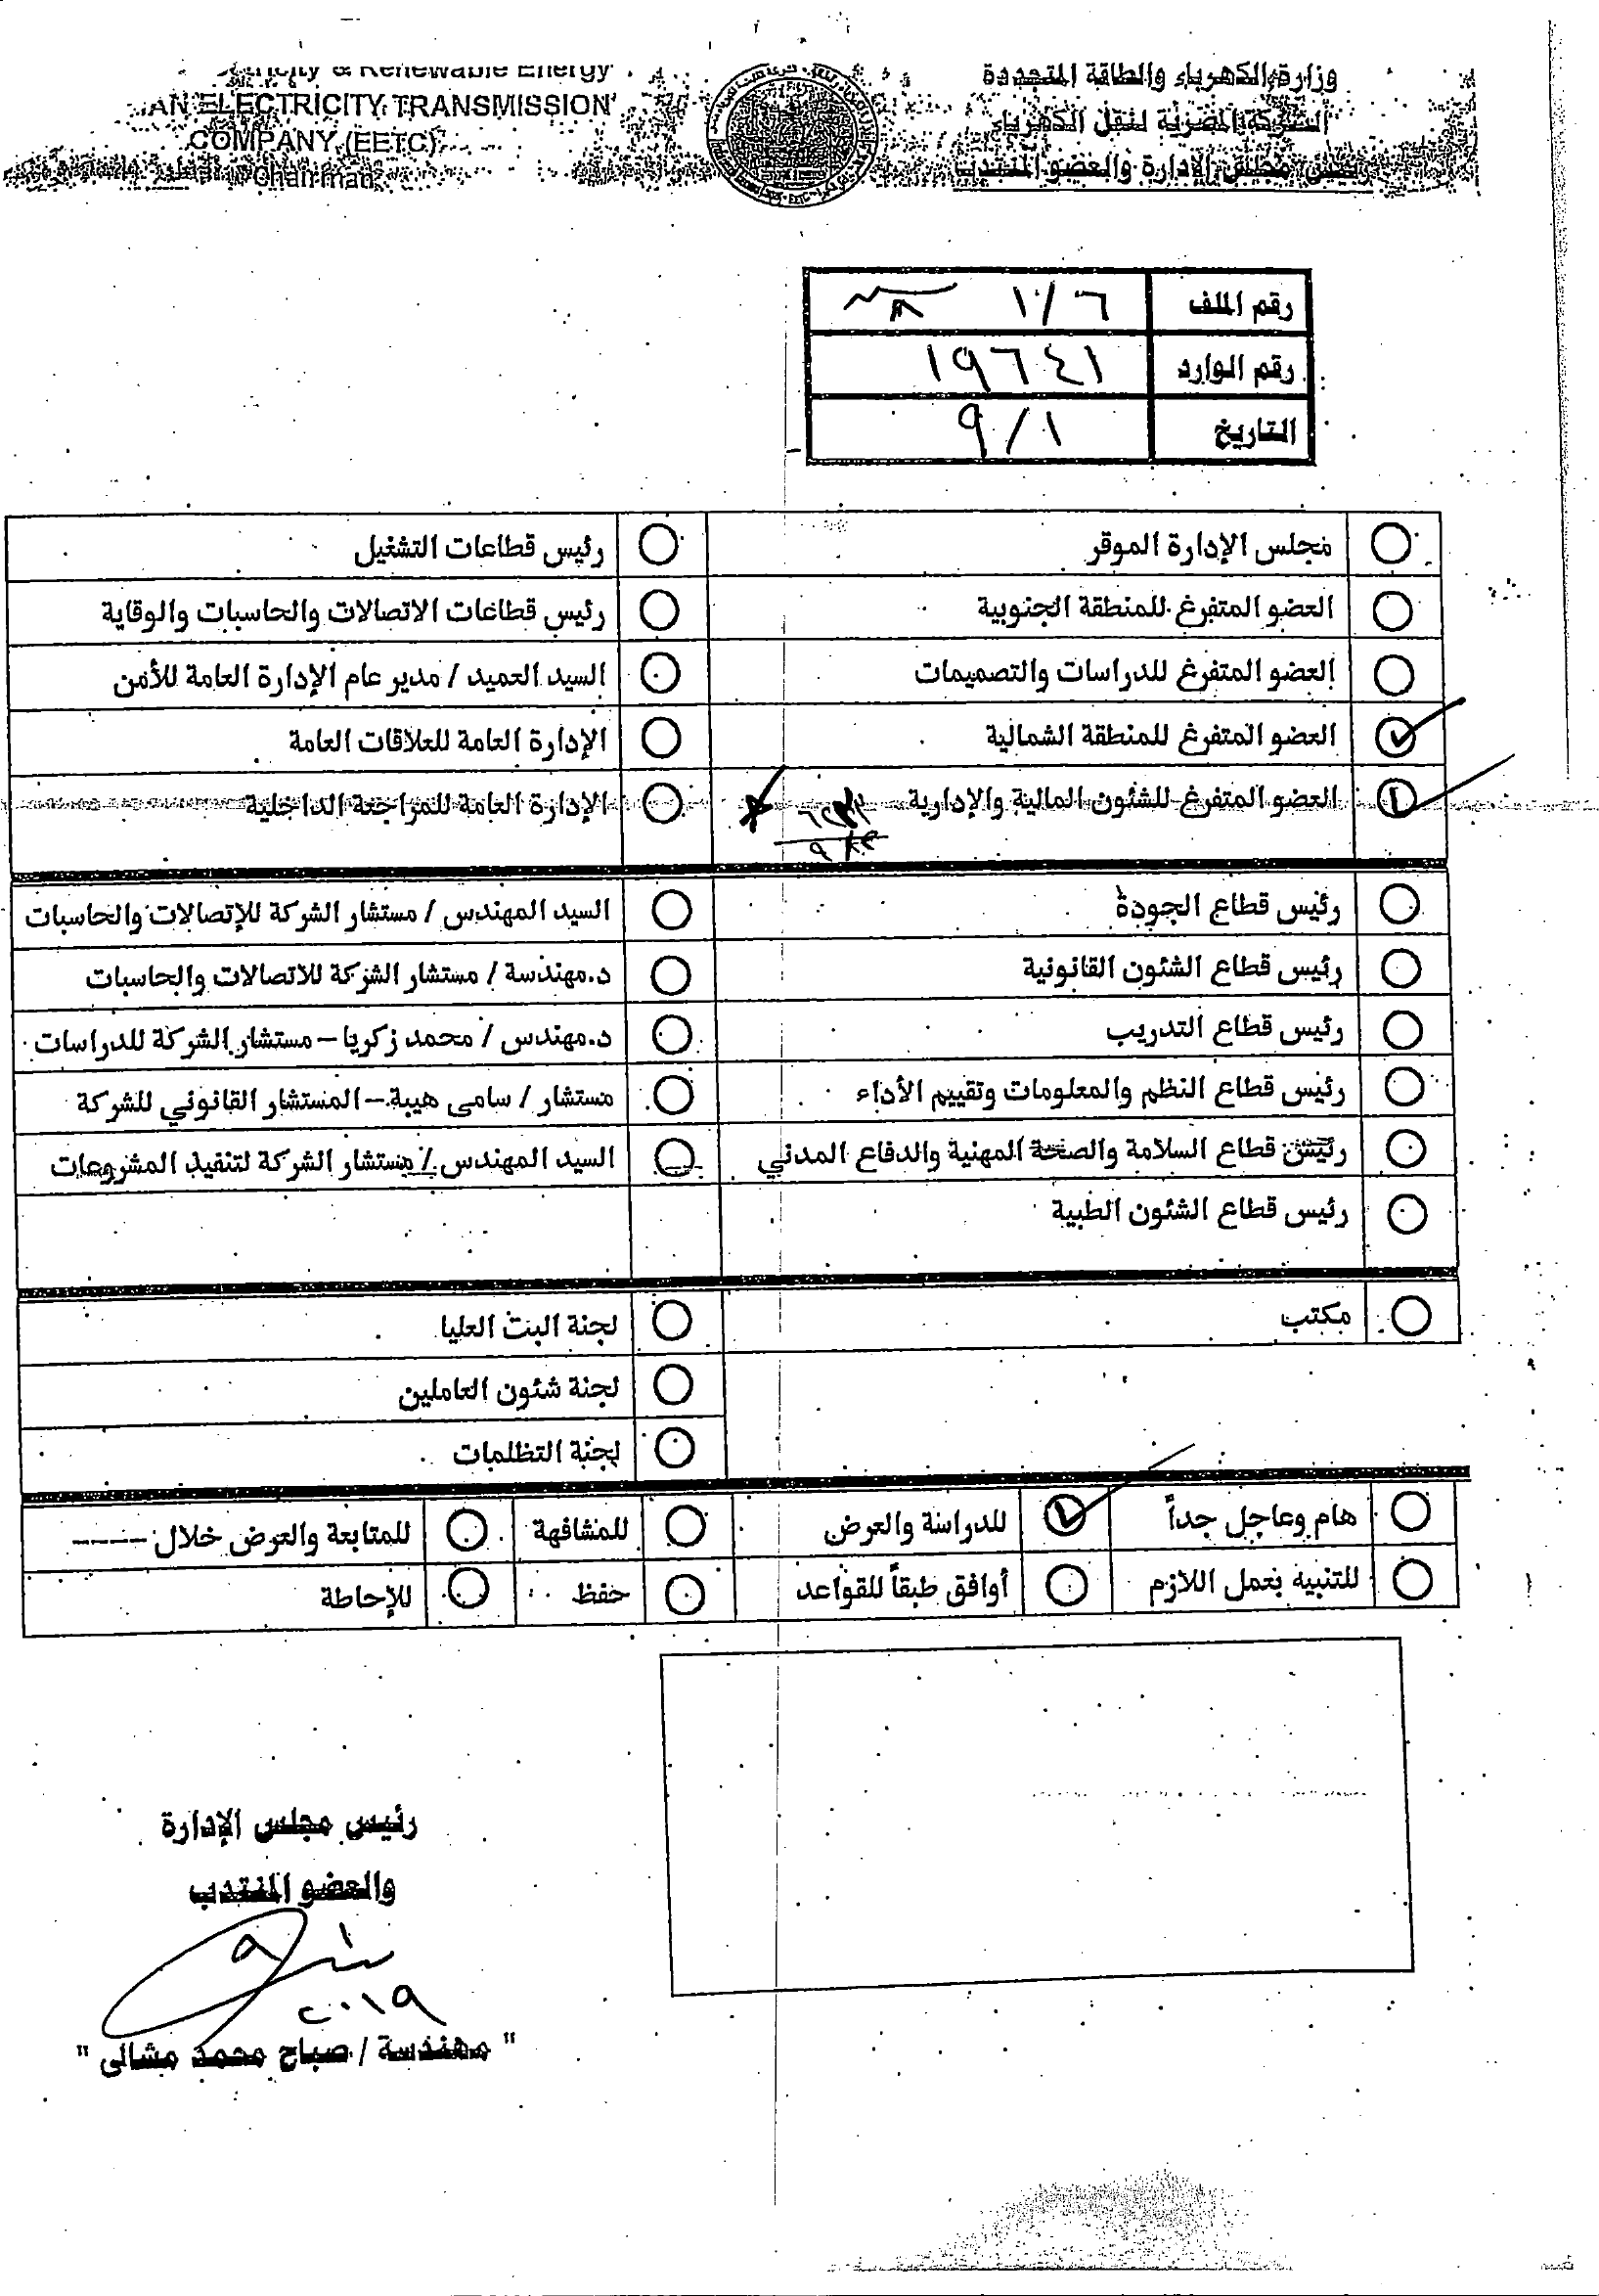 وزارة الكهرباء والطاقة المتجددة
الشركة المصرية لنقل الكهرباء
رئيس مجلس الإدارة والعضو المنتدب
& Renewable Energy
AN ELECTRICITY TRANSMISSION
COMPANY (EETC)
Chairman
رقم الملف ١/٦
رقم الوارد ١٩٦٤١
التاريخ ٩/١
مجلس الإدارة الموقر
رئيس قطاعات التشغيل
العضو المتفرغ للمنطقة الجنوبية
رئيس قطاعات الاتصالات والحاسبات والوقاية
العضو المتفرغ للدراسات والتصميمات
السيد العميد / مدير عام الإدارة العامة للأمن
العضو المتفرغ للمنطقة الشمالية
الإدارة العامة للعلاقات العامة
العضو المتفرغ للشئون المالية والإدارية
الإدارة العامة للمراجعة الداخلية
رئيس قطاع الجودة
السيد المهندس / مستشار الشركة للإتصالات والحاسبات
رئيس قطاع الشئون القانونية
د.مهندسة / مستشار الشركة للاتصالات والحاسبات
رئيس قطاع التدريب
د.مهندس / محمد زكريا – مستشار الشركة للدراسات
رئيس قطاع النظم والمعلومات وتقييم الأداء
مستشار / سامى هيبة – المستشار القانوني للشركة
رئيس قطاع السلامة والصحة المهنية والدفاع المدني
السيد المهندس / مستشار الشركة لتنفيذ المشروعات
رئيس قطاع الشئون الطبية
مكتب
لجنة البت العليا
لجنة شئون العاملين
لجنة التظلمات
هام وعاجل جداً
للدراسة والعرض
للمشافهة
للمتابعة والعرض خلال -----
للتنبية بعمل اللازم
أوافق طبقاً للقواعد
حفظ
للإحاطة
رئيس مجلس الإدارة
والعضو المنتدب
٢٠١٩
" مهندسة / صباح محمد مشالى "